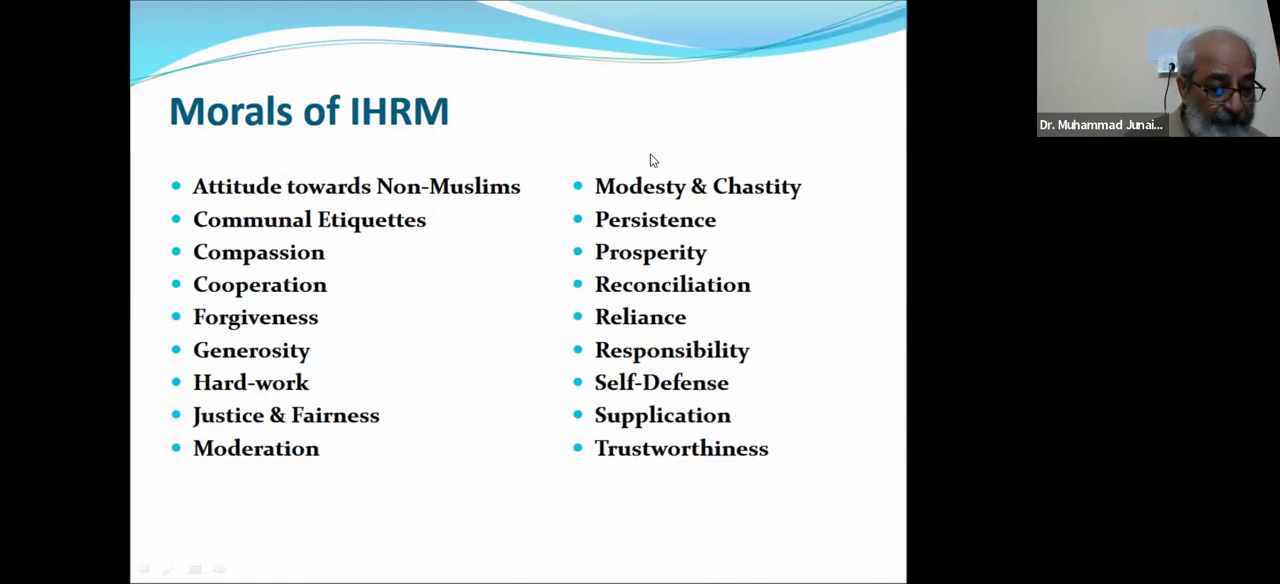 Morals of IHRM
Attitude towards Non-Muslims
Communal Etiquettes
Compassion
Cooperation
Forgiveness
Generosity
Hard-work
Justice & Fairness
Moderation
Modesty & Chastity
Persistence
Prosperity
Reconciliation
Reliance
Responsibility
Self-Defense
Supplication
Trustworthiness
Dr. Muhammad Junai...